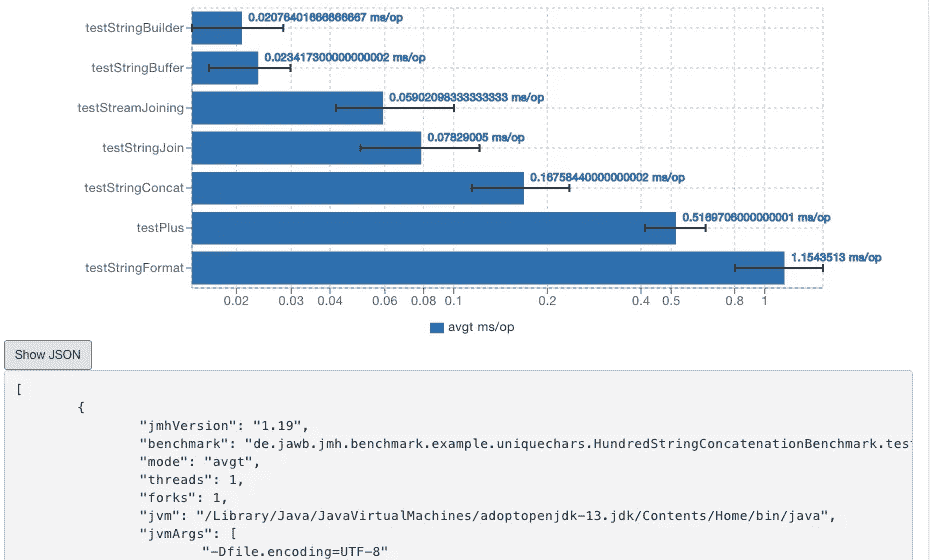 testStringBuilder
0.02076401666666667 ms/op
testStringBuffer
0.023417300000000002 ms/op
testStreamJoining
0.05902098333333333 ms/op
testStringJoin
0.07829005 ms/op
testStringConcat
0.16758440000000002 ms/op
testPlus
0.5169706000000001 ms/op
testStringFormat
1.1543513 ms/op
0.02 0.03 0.04 0.06 0.08 0.1 0.2 0.4 0.5 0.8 1
avgt ms/op
Show JSON
[
{
"jmhVersion": "1.19",
"benchmark": "de.jawb.jmh.benchmark.example.uniquechars.HundredStringConcatenationBenchmark.tes
"mode": "avgt",
"threads": 1,
"forks": 1,
"jvm": "/Library/Java/JavaVirtualMachines/adoptopenjdk-13.jdk/Contents/Home/bin/java",
"jvmArgs": [
"-Dfile.encoding=UTF-8"